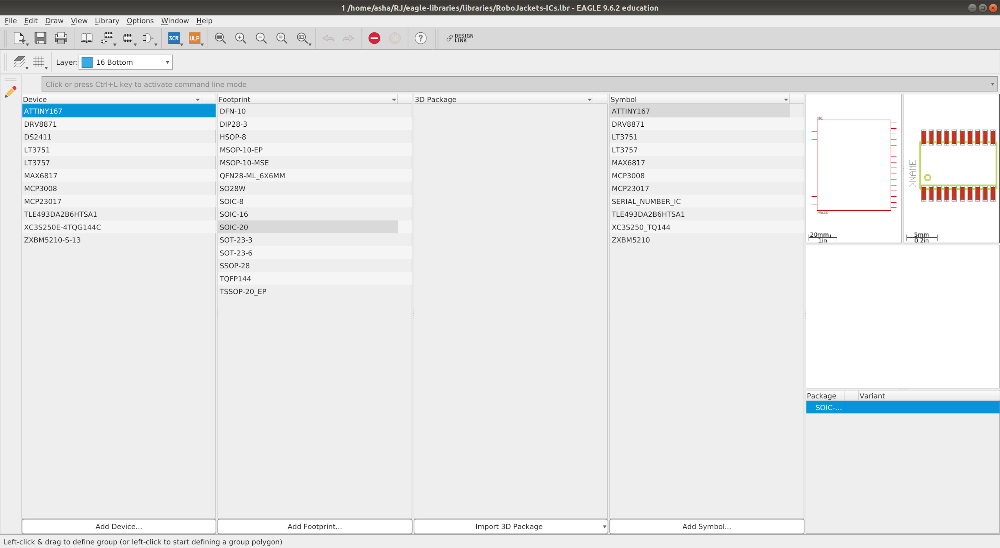 1 /home/asha/RJ/eagle-libraries/libraries/RoboJackets-ICs.lbr - EAGLE 9.6.2 education
File Edit Draw View Library Options Window Help
SCR ULP GO ? DESIGN LINK
Layer: 16 Bottom
Click or press Ctrl+L key to activate command line mode
Device
ATTINY167
DRV8871
DS2411
LT3751
LT3757
MAX6817
MCP3008
MCP23017
TLE493DA2B6HTSA1
XC3S250E-4TQG144C
ZXBM5210-S-13
Add Device...
Footprint
DFN-10
DIP28-3
HSOP-8
MSOP-10-EP
MSOP-10-MSE
QFN28-ML_6X6MM
SO28W
SOIC-8
SOIC-16
SOIC-20
SOT-23-3
SOT-23-6
SSOP-28
TQFP144
TSSOP-20_EP
Add Footprint...
3D Package
Import 3D Package
Symbol
ATTINY167
DRV8871
LT3751
LT3757
MAX6817
MCP3008
MCP23017
SERIAL_NUMBER_IC
TLE493DA2B6HTSA1
XC3S250_TQ144
ZXBM5210
Add Symbol...
20mm
1in
>NAME
5mm
0.2in
Package Variant
SOIC-...
Left-click & drag to define group (or left-click to start defining a group polygon)